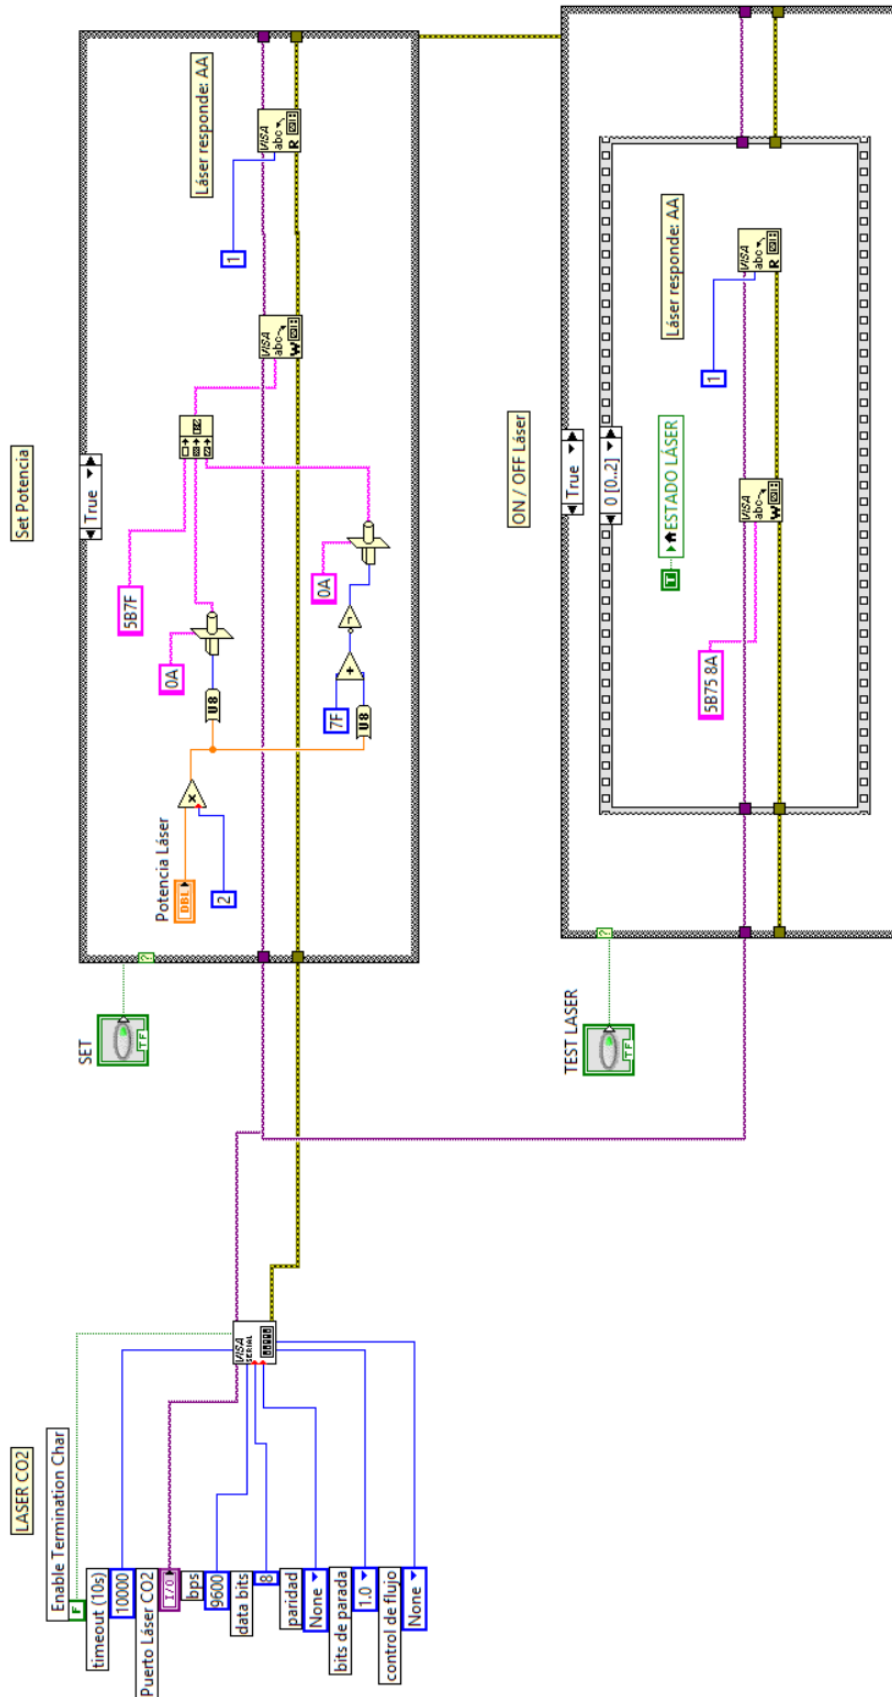 LASER CO2
Enable Termination Char
F
timeout (10s)
10000
Puerto Láser CO2
I/O
bps
9600
data bits
8
paridad
None
bits de parada
1.0
control de flujo
None
VISA
SERIAL
SET
TF
Set Potencia
True
?
Potencia Láser
DBL
2
x
U8
0A
5B7F
7F
U8
+
0A
VISA
abc
W
1
Láser responde: AA
VISA
abc
R
TEST LASER
TF
ON / OFF Láser
True
?
0 [0..2]
5B75 8A
T
ESTADO LÁSER
VISA
abc
W
1
Láser responde: AA
VISA
abc
R